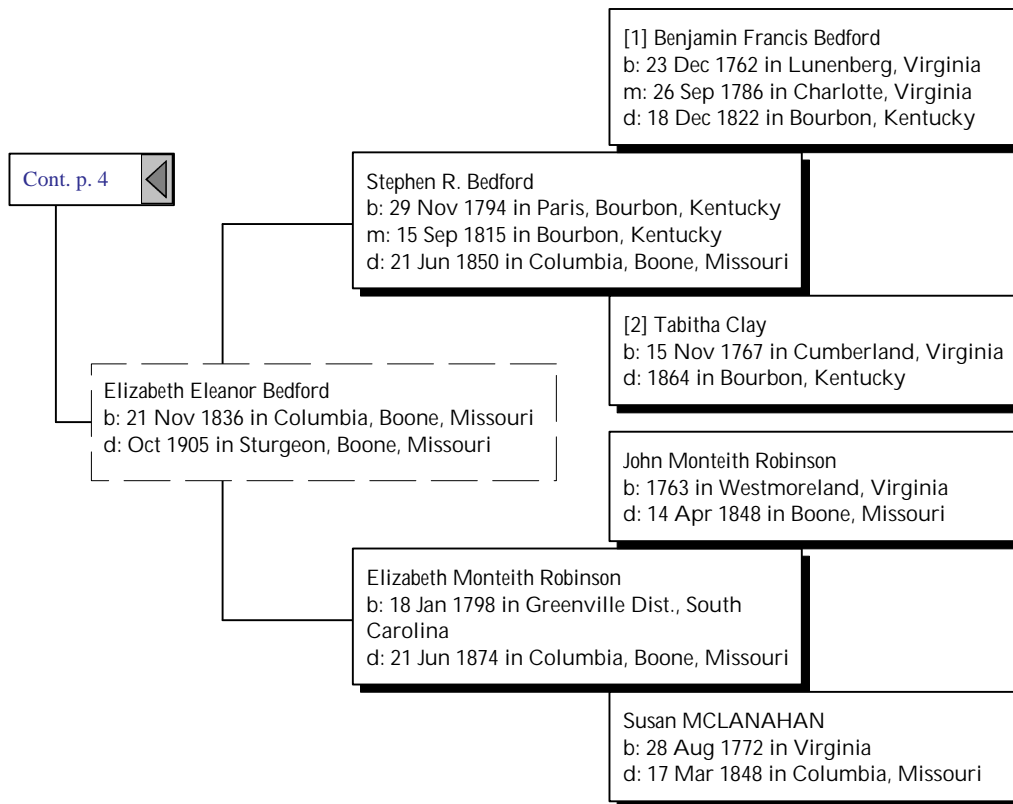 [1] Benjamin Francis Bedford
b: 23 Dec 1762 in Lunenberg, Virginia
m: 26 Sep 1786 in Charlotte, Virginia
d: 18 Dec 1822 in Bourbon, Kentucky
Cont. p. 4
Stephen R. Bedford
b: 29 Nov 1794 in Paris, Bourbon, Kentucky
m: 15 Sep 1815 in Bourbon, Kentucky
d: 21 Jun 1850 in Columbia, Boone, Missouri
[2] Tabitha Clay
b: 15 Nov 1767 in Cumberland, Virginia
d: 1864 in Bourbon, Kentucky
Elizabeth Eleanor Bedford
b: 21 Nov 1836 in Columbia, Boone, Missouri
d: Oct 1905 in Sturgeon, Boone, Missouri
John Monteith Robinson
b: 1763 in Westmoreland, Virginia
d: 14 Apr 1848 in Boone, Missouri
Elizabeth Monteith Robinson
b: 18 Jan 1798 in Greenville Dist., South
Carolina
d: 21 Jun 1874 in Columbia, Boone, Missouri
Susan MCLANAHAN
b: 28 Aug 1772 in Virginia
d: 17 Mar 1848 in Columbia, Missouri